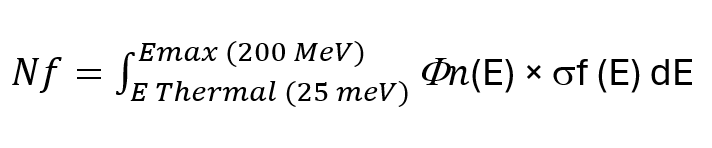 Nf = ∫_{E Thermal (25 meV)}^{Emax (200 MeV)} Φn(E) × σf (E) dE